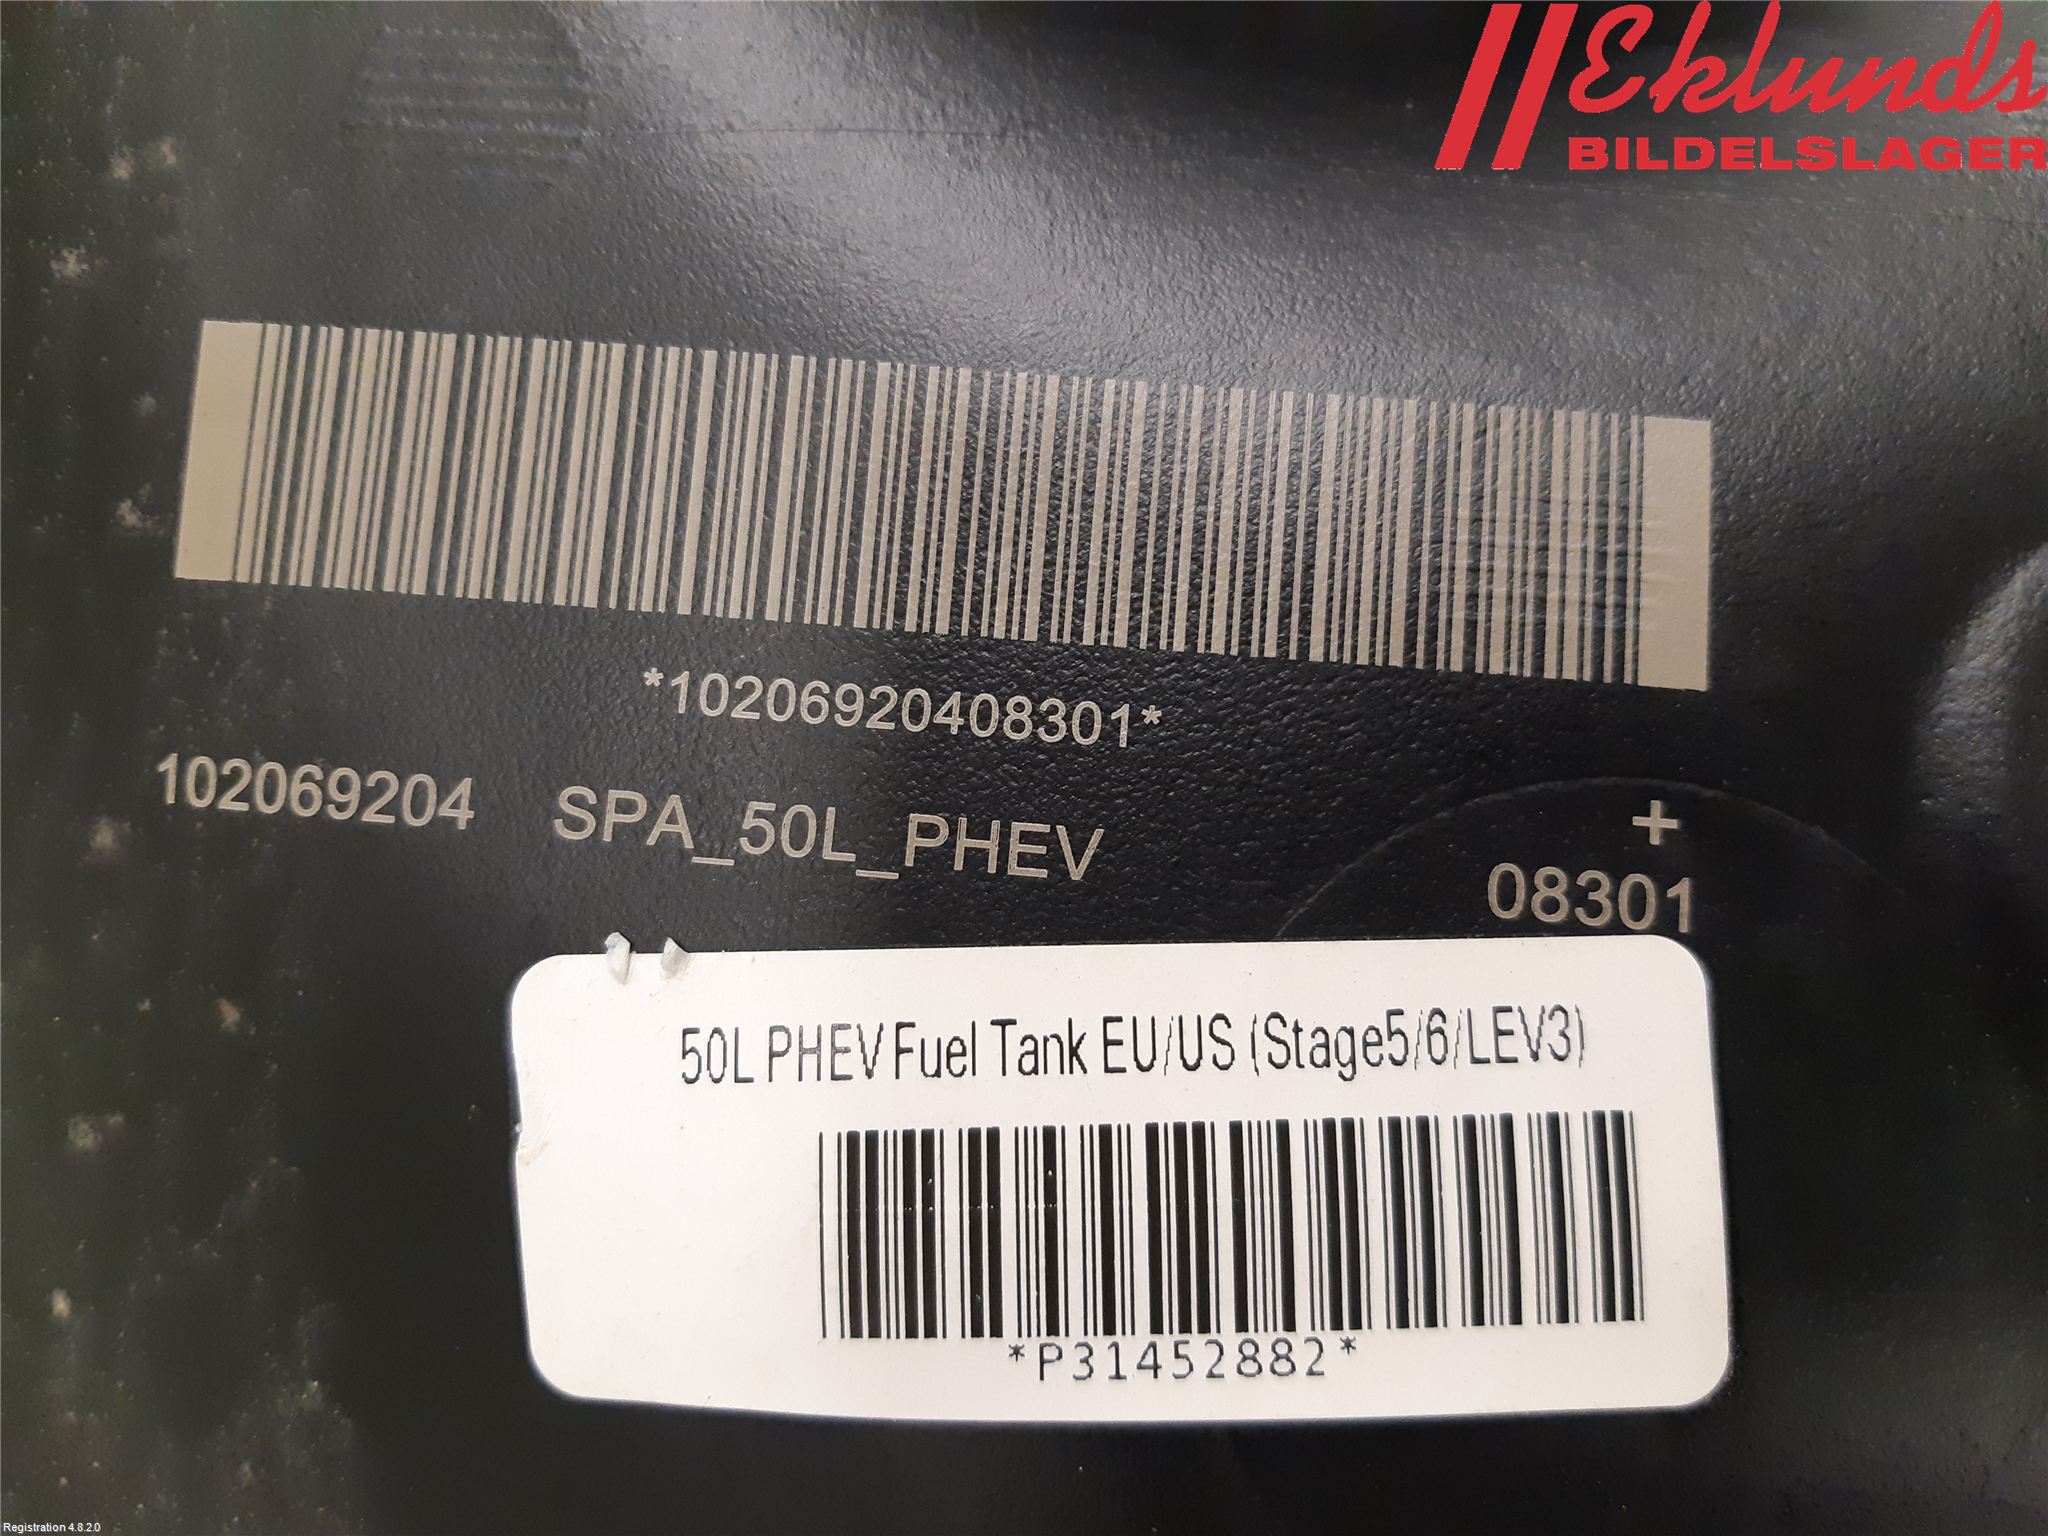 Eklunds
BILDELSLAGER
*10206920408301*
102069204 SPA_50L_PHEV +
08301
50L PHEV Fuel Tank EU/US (Stage5/6/LEV3)
*P31452882*
Registration 4.8.2.0